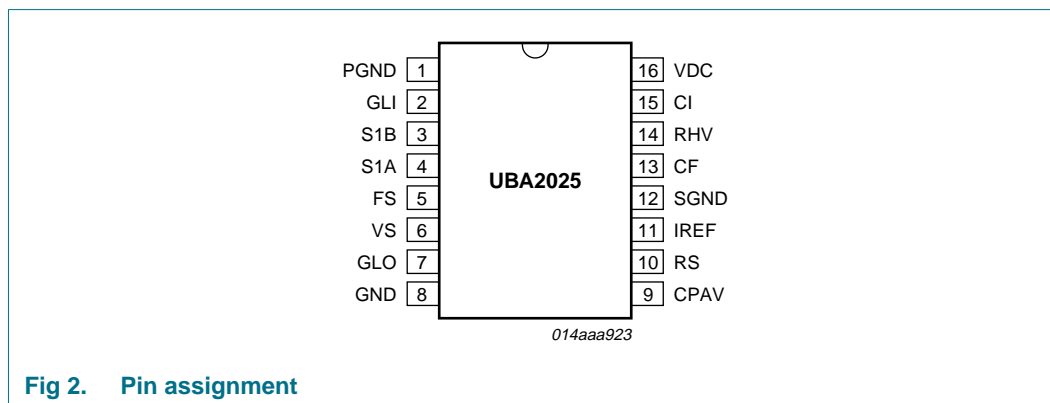 PGND 1 16 VDC
GLI 2 15 CI
S1B 3 14 RHV
S1A 4 13 CF
UBA2025
FS 5 12 SGND
VS 6 11 IREF
GLO 7 10 RS
GND 8 9 CPAV
014aaa923
Fig 2. Pin assignment